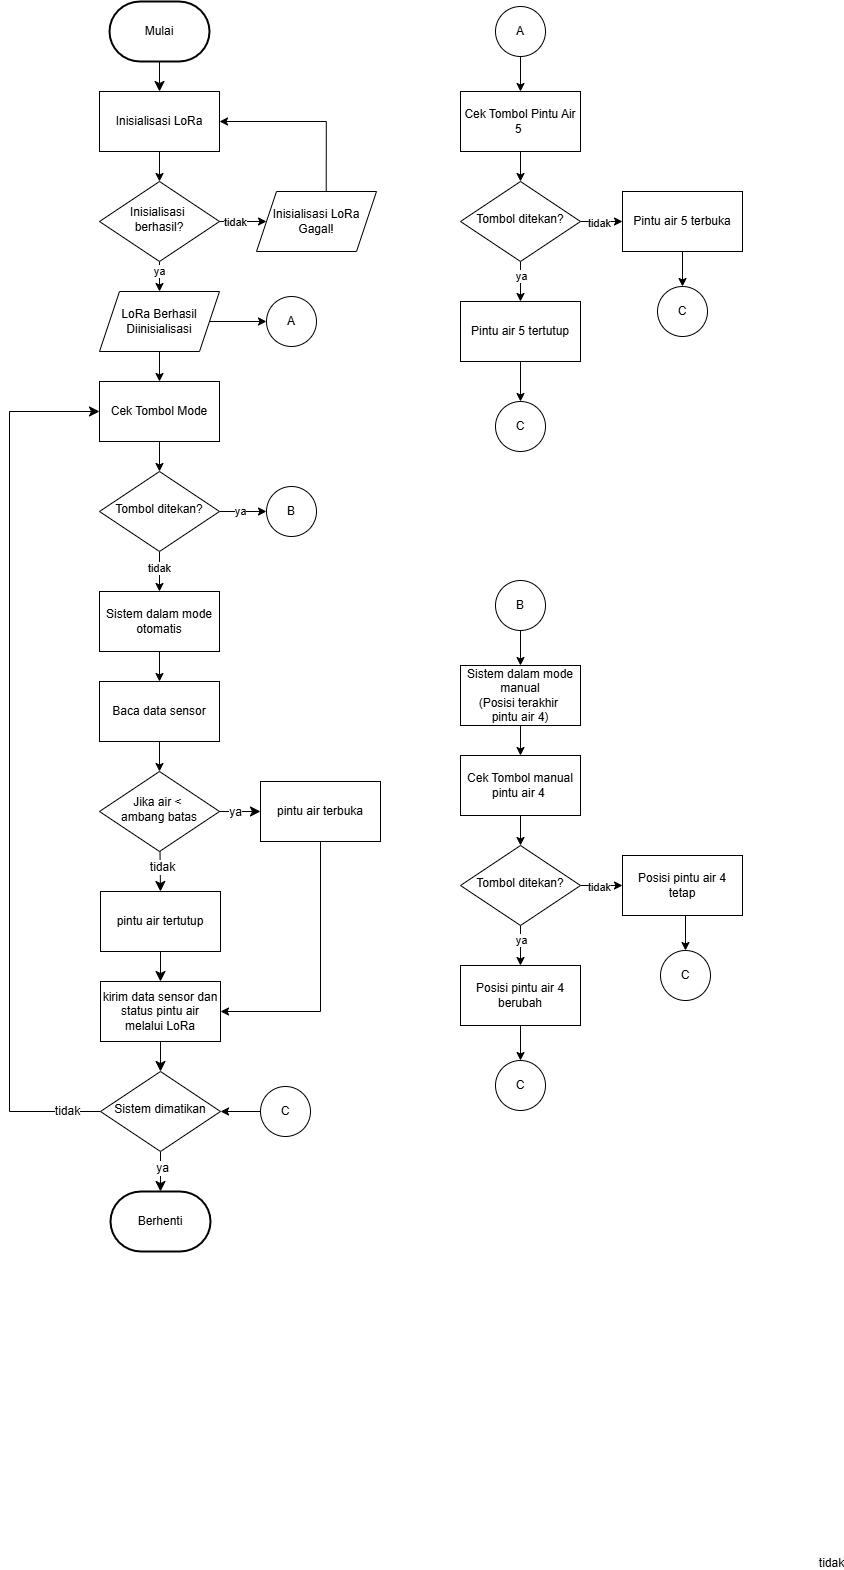 Mulai
Inisialisasi LoRa
Inisialisasi
berhasil?
tidak
Inisialisasi LoRa
Gagal!
ya
LoRa Berhasil
Diinisialisasi
A
Cek Tombol Mode
Tombol ditekan?
ya
B
tidak
Sistem dalam mode
otomatis
Baca data sensor
Jika air <
ambang batas
ya
pintu air terbuka
tidak
pintu air tertutup
kirim data sensor dan
status pintu air
melalui LoRa
Sistem dimatikan
C
tidak
ya
Berhenti
A
Cek Tombol Pintu Air
5
Tombol ditekan?
tidak
Pintu air 5 terbuka
C
ya
Pintu air 5 tertutup
C
B
Sistem dalam mode
manual
(Posisi terakhir
pintu air 4)
Cek Tombol manual
pintu air 4
Tombol ditekan?
tidak
Posisi pintu air 4
tetap
C
ya
Posisi pintu air 4
berubah
C
tidak